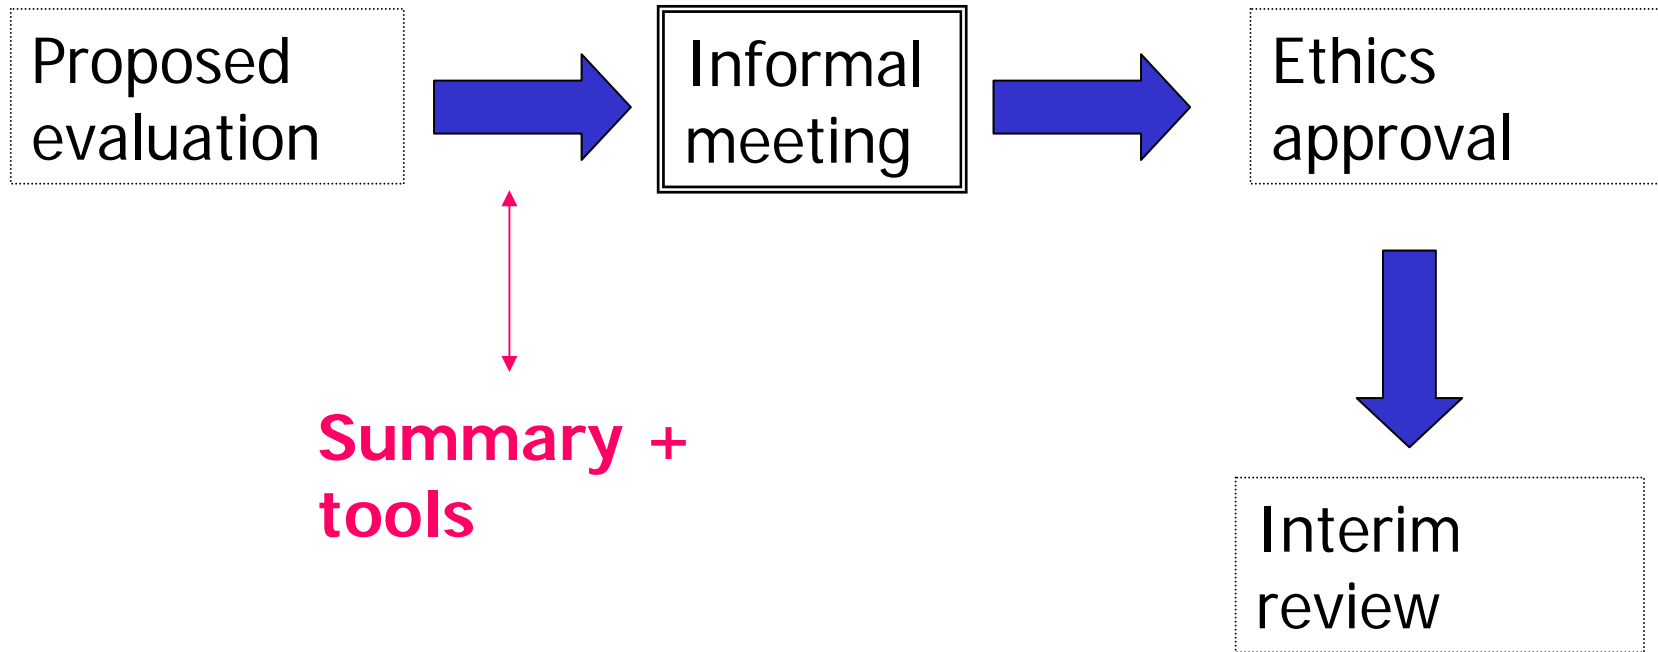 Proposed
evaluation
Informal
meeting
Ethics
approval
Summary +
tools
Interim
review